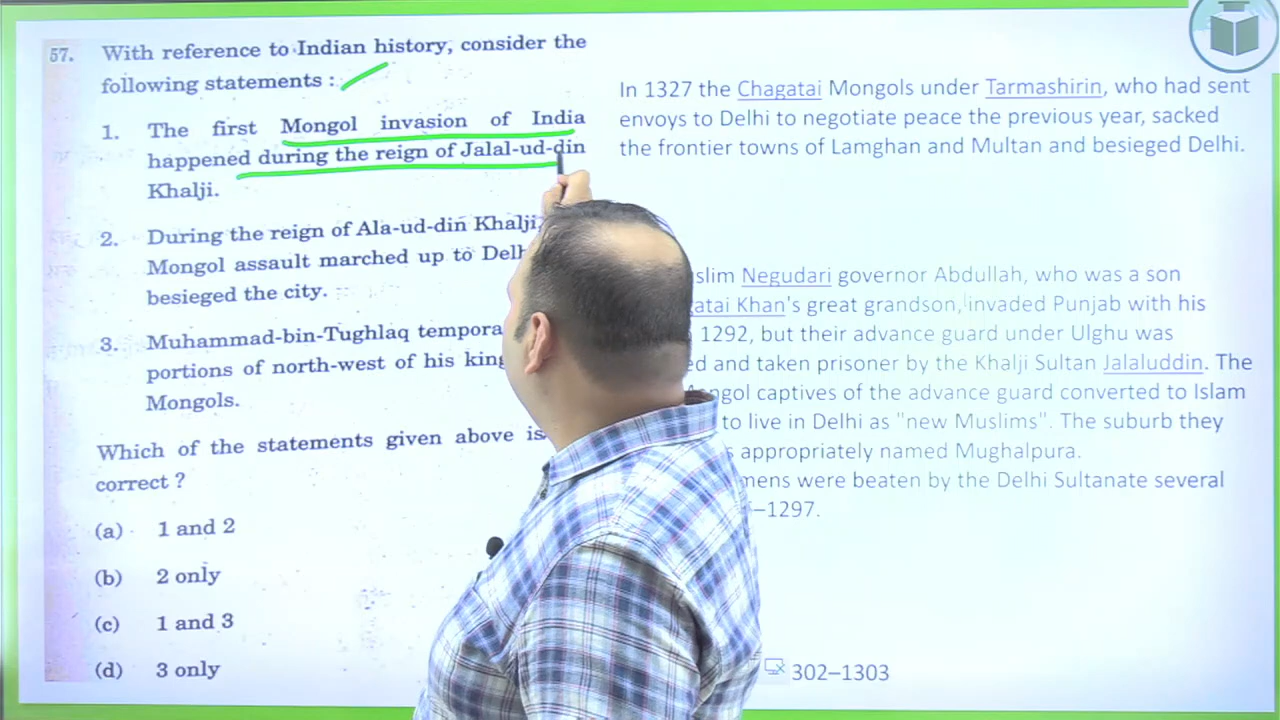 57. With reference to Indian history, consider the
following statements :
1. The first Mongol invasion of India
happened during the reign of Jalal-ud-din
Khalji.
2. During the reign of Ala-ud-din Khalji,
Mongol assault marched up to Delh
besieged the city.
3. Muhammad-bin-Tughlaq tempora
portions of north-west of his king
Mongols.
Which of the statements given above is
correct ?
(a) 1 and 2
(b) 2 only
(c) 1 and 3
(d) 3 only
In 1327 the Chagatai Mongols under Tarmashirin, who had sent
envoys to Delhi to negotiate peace the previous year, sacked
the frontier towns of Lamghan and Multan and besieged Delhi.
slim Negudari governor Abdullah, who was a son
atai Khan's great grandson, invaded Punjab with his
1292, but their advance guard under Ulghu was
ed and taken prisoner by the Khalji Sultan Jalaluddin. The
ngol captives of the advance guard converted to Islam
to live in Delhi as "new Muslims". The suburb they
s appropriately named Mughalpura.
mens were beaten by the Delhi Sultanate several
–1297.
302–1303